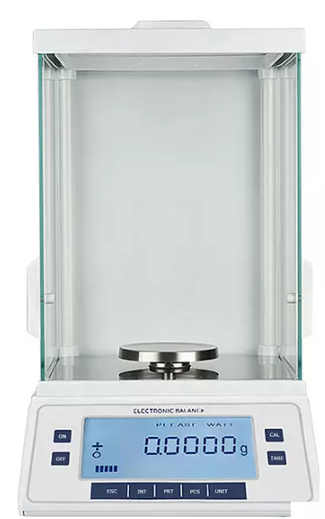 ELECTRONIC BALANCE
PLEASE WAIT
ON
CAL
0.0000g
OFF
TARE
ESC INT PRT PCS UNIT